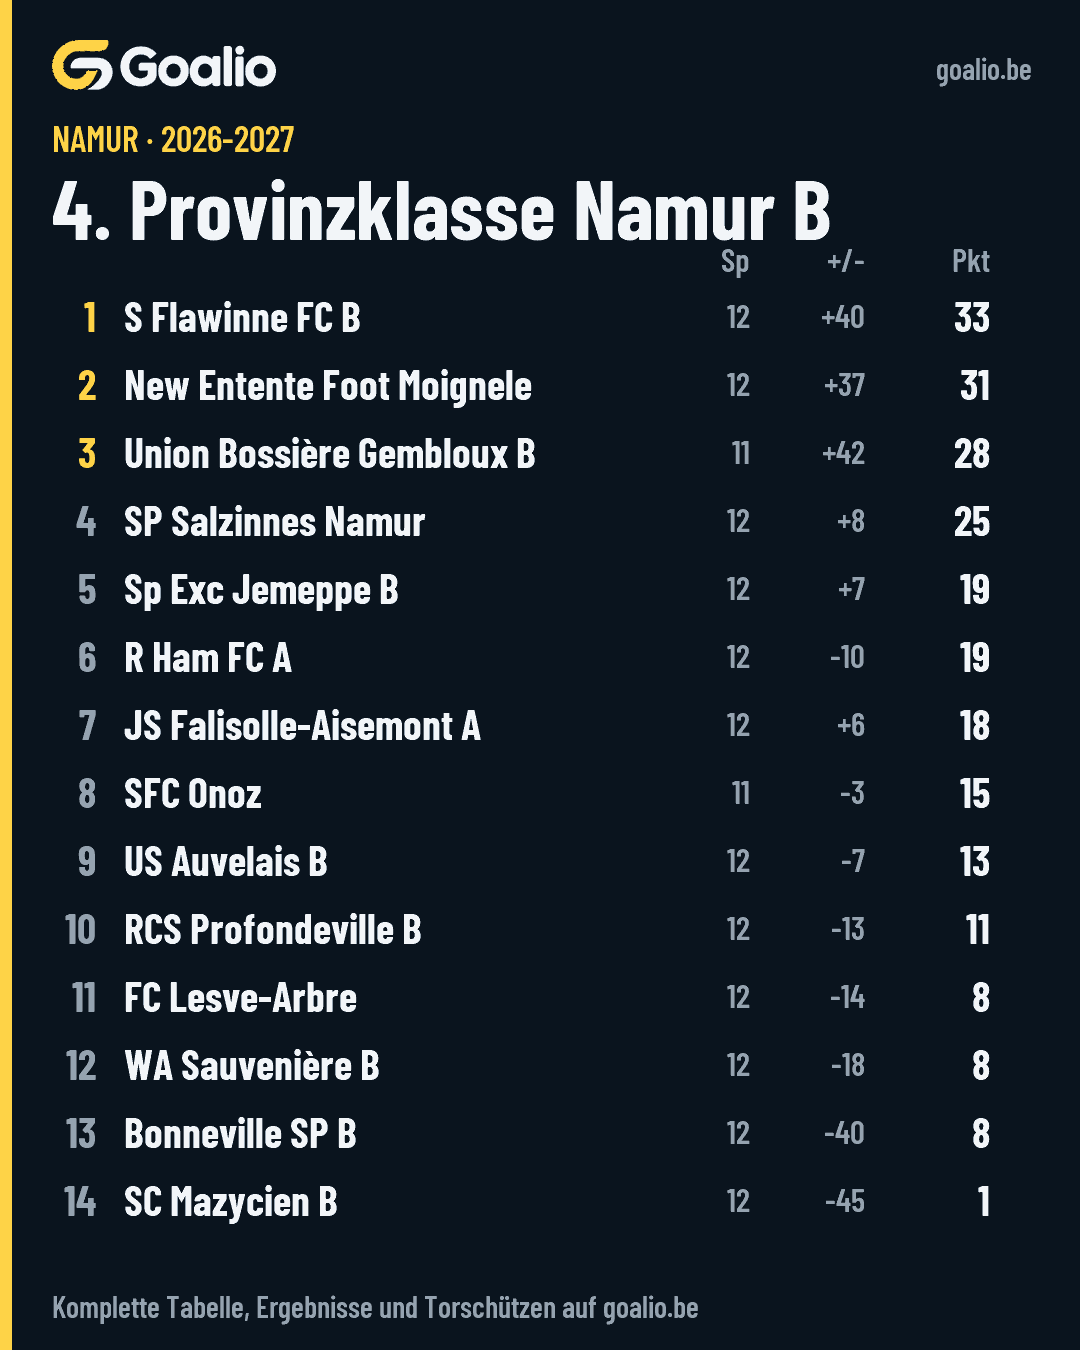 Goalio
goalio.be
NAMUR · 2026-2027
4. Provinzklasse Namur B
Sp +/- Pkt
1 S Flawinne FC B 12 +40 33
2 New Entente Foot Moignele 12 +37 31
3 Union Bossière Gembloux B 11 +42 28
4 SP Salzinnes Namur 12 +8 25
5 Sp Exc Jemeppe B 12 +7 19
6 R Ham FC A 12 -10 19
7 JS Falisolle-Aisemont A 12 +6 18
8 SFC Onoz 11 -3 15
9 US Auvelais B 12 -7 13
10 RCS Profondeville B 12 -13 11
11 FC Lesve-Arbre 12 -14 8
12 WA Sauvenière B 12 -18 8
13 Bonneville SP B 12 -40 8
14 SC Mazycien B 12 -45 1
Komplette Tabelle, Ergebnisse und Torschützen auf goalio.be